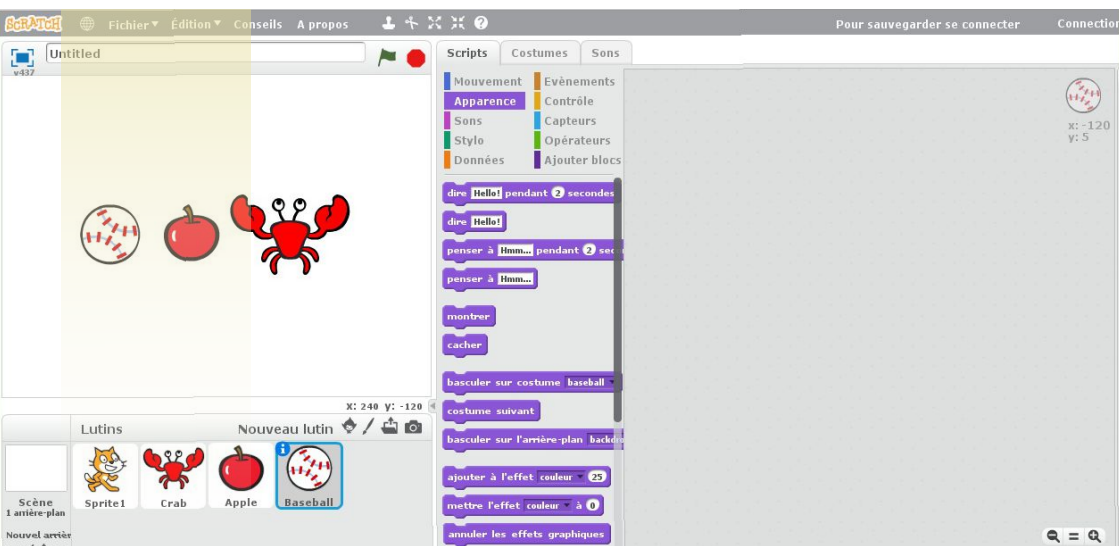 SCRATCH Fichier Édition Conseils A propos Pour sauvegarder se connecter Connection
Untitled
v437
Scripts Costumes Sons
Mouvement Evènements
Apparence Contrôle
Sons Capteurs
Stylo Opérateurs
Données Ajouter blocs
x: -120
y: 5
dire Hello! pendant 2 secondes
dire Hello!
penser à Hmm... pendant 2 seco
penser à Hmm...
montrer
cacher
basculer sur costume baseball
costume suivant
basculer sur l'arrière-plan backdro
ajouter à l'effet couleur 25
mettre l'effet couleur à 0
annuler les effets graphiques
X: 240 y: -120
Lutins Nouveau lutin
Scène
1 arrière-plan
Sprite1 Crab Apple Baseball
Nouvel arrièr